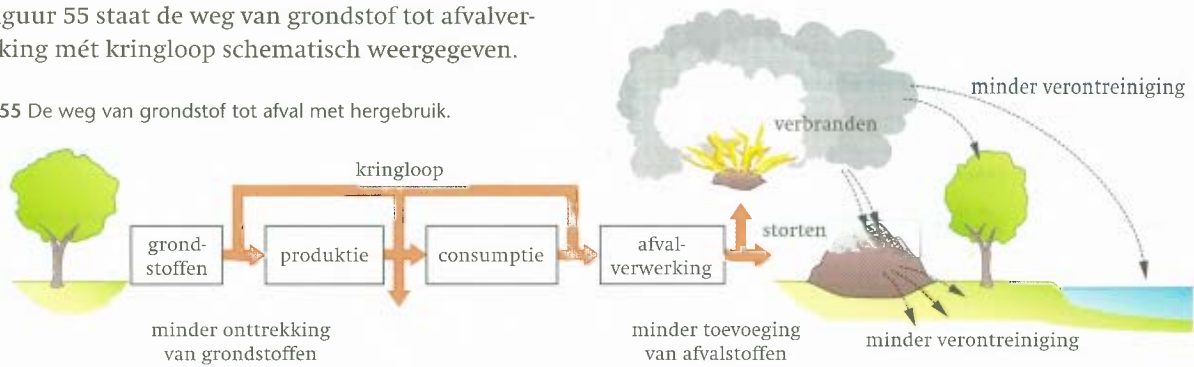 guur 55 staat de weg van grondstof tot afvalver-
king mét kringloop schematisch weergegeven.
55 De weg van grondstof tot afval met hergebruik.
minder verontreiniging
verbranden
kringloop
storten
grond-
stoffen
produktie
consumptie
afval-
verwerking
minder onttrekking
van grondstoffen
minder toevoeging
van afvalstoffen
minder verontreiniging